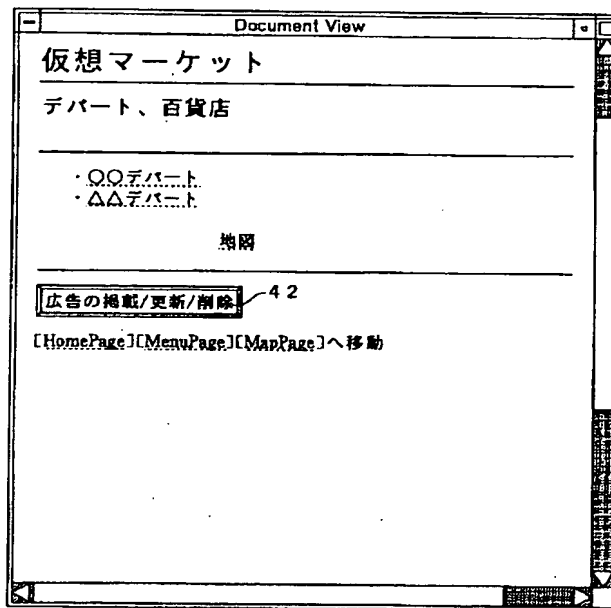 Document View
仮想マーケット
デパート、百貨店
・〇〇デパート
・△△デパート
地図
広告の掲載/更新/削除
42
[HomePage][MenuPage][MapPage]へ移動